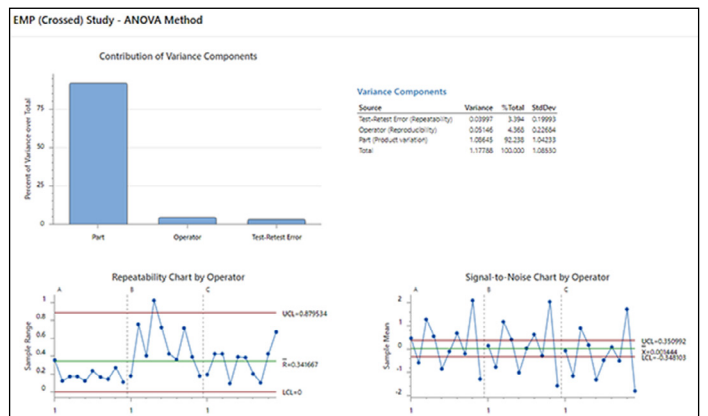 EMP (Crossed) Study - ANOVA Method
Contribution of Variance Components
Percent of Variance over Total
75
50
25
0
Part Operator Test-Retest Error
Variance Components
Source Variance %Total StdDev
Test-Retest Error (Repeatability) 0.03997 3.394 0.19993
Operator (Reproducibility) 0.05146 4.368 0.22684
Part (Product variation) 1.08645 92.238 1.04233
Total 1.17788 100.000 1.08530
Repeatability Chart by Operator
A B C
Sample Range
1
0.8
0.6
0.4
0.2
0
UCL=0.879534
R=0.341667
LCL=0
1 1 1
Signal-to-Noise Chart by Operator
A B C
Sample Mean
2
1
0
-1
-2
UCL=0.350992
X=0.001444
LCL=-0.348103
1 1 1